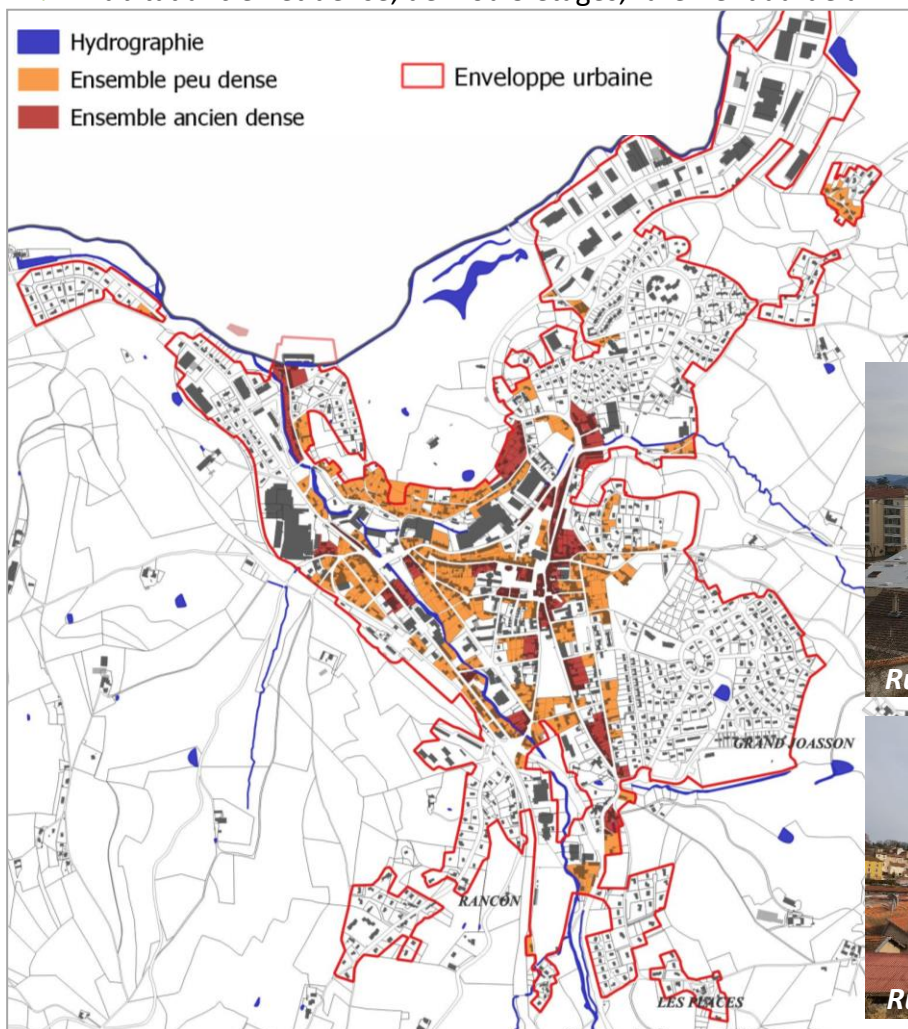 Hydrographie
Ensemble peu dense
Ensemble ancien dense
Enveloppe urbaine
GRAND JOASSON
RANCON
LES PLACES